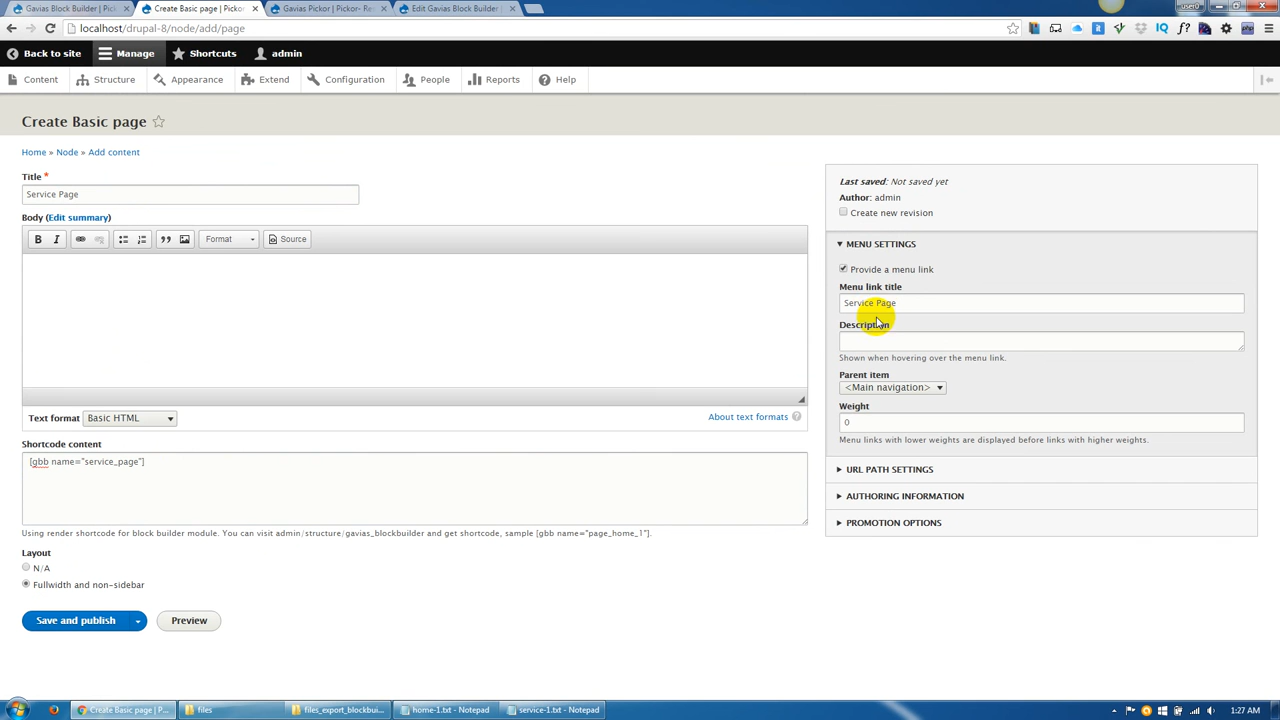 Gavias Block Builder | Pick
Create Basic page | Pickor
Gavias Pickor | Pickor- Re
Edit Gavias Block Builder |
user0
localhost/drupal-8/node/add/page
Back to site
Manage
Shortcuts
admin
Content
Structure
Appearance
Extend
Configuration
People
Reports
Help
Create Basic page
Home » Node » Add content
Title *
Service Page
Body (Edit summary)
Format
Source
Text format Basic HTML
About text formats ?
Shortcode content
[gbb name="service_page"]
Using render shortcode for block builder module. You can visit admin/structure/gavias_blockbuilder and get shortcode, sample [gbb name="page_home_1"].
Layout
N/A
Fullwidth and non-sidebar
Save and publish
Preview
Last saved: Not saved yet
Author: admin
Create new revision
MENU SETTINGS
Provide a menu link
Menu link title
Service Page
Description
Shown when hovering over the menu link.
Parent item
<Main navigation>
Weight
0
Menu links with lower weights are displayed before links with higher weights.
URL PATH SETTINGS
AUTHORING INFORMATION
PROMOTION OPTIONS
Create Basic page | P...
files
files_export_blockbui...
home-1.txt - Notepad
service-1.txt - Notepad
1:27 AM